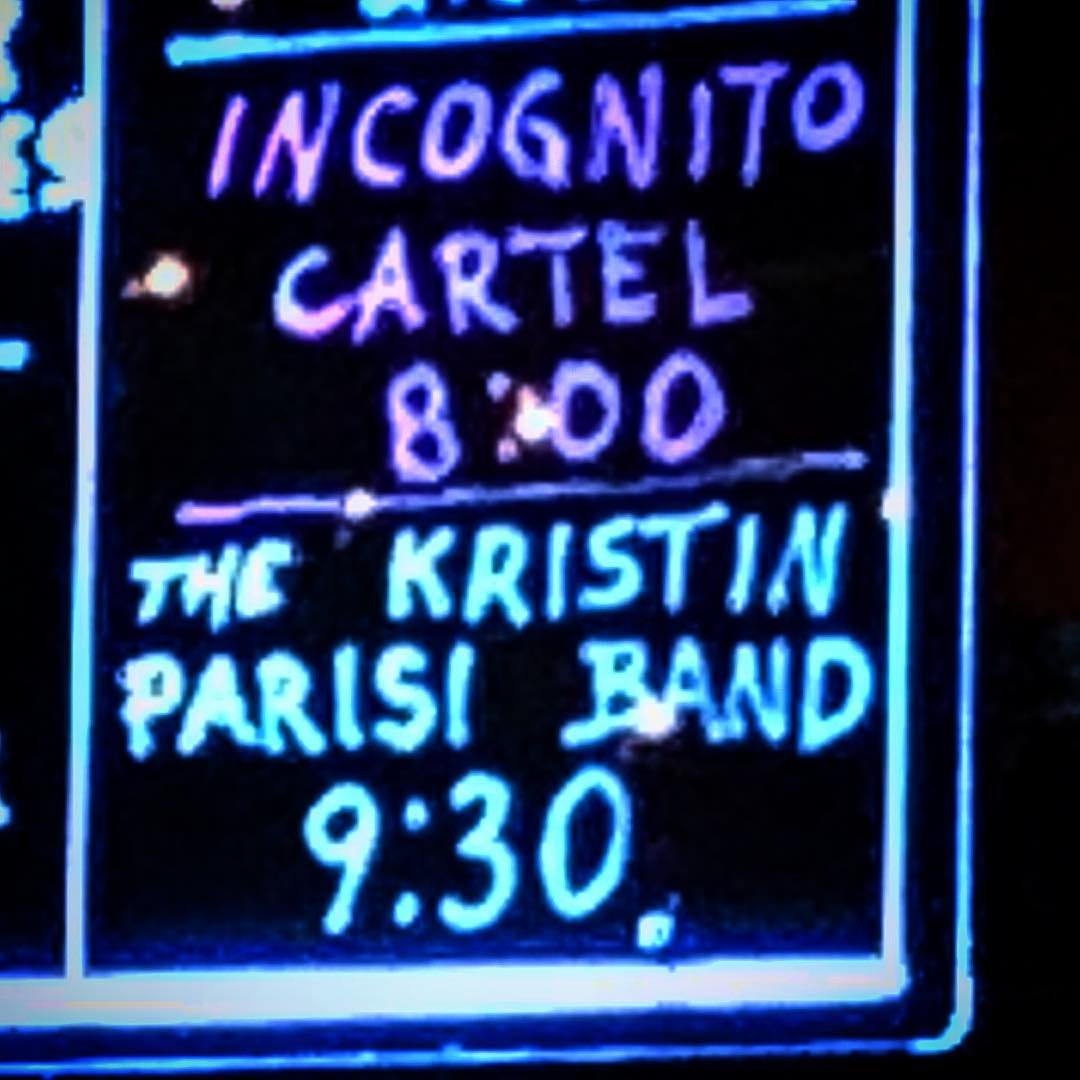 INCOGNITO
CARTEL
8:00
THE KRISTIN
PARISI BAND
9:30